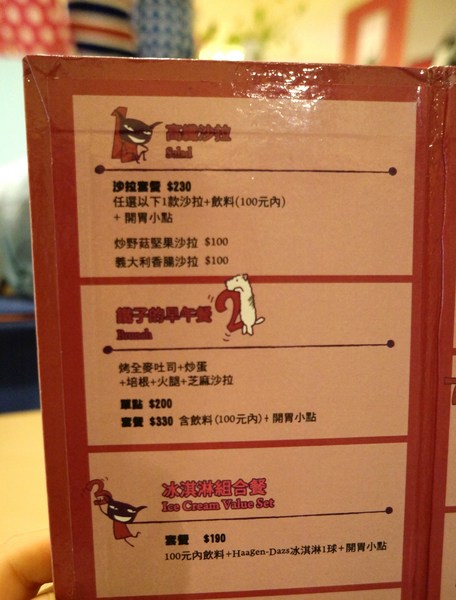 沙拉
Salad
沙拉套餐 $230
任選以下1款沙拉+飲料(100元內)
+ 開胃小點
炒野菇堅果沙拉 $100
義大利香腸沙拉 $100
鬍子的早午餐 2
Brunch
烤全麥吐司+炒蛋
+培根+火腿+芝麻沙拉
單點 $200
套餐 $330 含飲料(100元內)+ 開胃小點
冰淇淋組合餐
Ice Cream Value Set
套餐 $190
100元內飲料+Haagen-Dazs冰淇淋1球+開胃小點